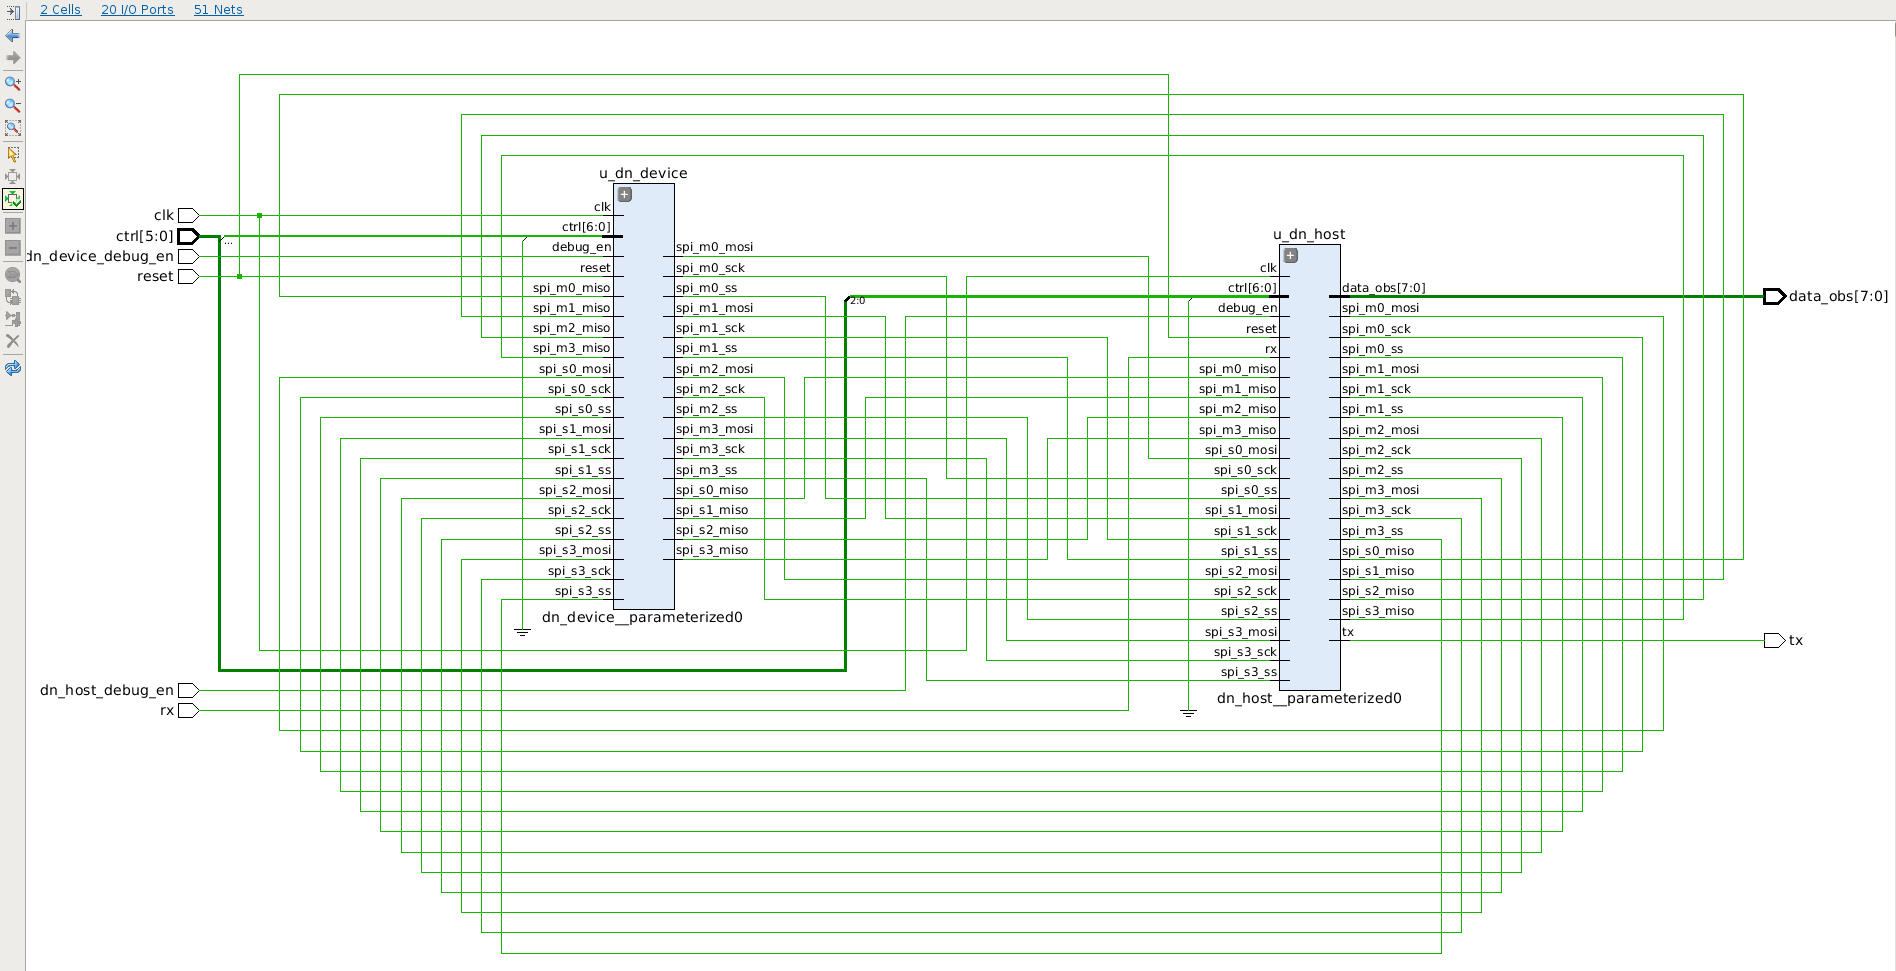 2 Cells 20 I/O Ports 51 Nets
clk
ctrl[5:0]
dn_device_debug_en
reset
dn_host_debug_en
rx
...
u_dn_device
clk
ctrl[6:0]
debug_en
reset
spi_m0_miso
spi_m1_miso
spi_m2_miso
spi_m3_miso
spi_s0_mosi
spi_s0_sck
spi_s0_ss
spi_s1_mosi
spi_s1_sck
spi_s1_ss
spi_s2_mosi
spi_s2_sck
spi_s2_ss
spi_s3_mosi
spi_s3_sck
spi_s3_ss
spi_m0_mosi
spi_m0_sck
spi_m0_ss
spi_m1_mosi
spi_m1_sck
spi_m1_ss
spi_m2_mosi
spi_m2_sck
spi_m2_ss
spi_m3_mosi
spi_m3_sck
spi_m3_ss
spi_s0_miso
spi_s1_miso
spi_s2_miso
spi_s3_miso
dn_device__parameterized0
2:0
u_dn_host
clk
ctrl[6:0]
debug_en
reset
rx
spi_m0_miso
spi_m1_miso
spi_m2_miso
spi_m3_miso
spi_s0_mosi
spi_s0_sck
spi_s0_ss
spi_s1_mosi
spi_s1_sck
spi_s1_ss
spi_s2_mosi
spi_s2_sck
spi_s2_ss
spi_s3_mosi
spi_s3_sck
spi_s3_ss
data_obs[7:0]
spi_m0_mosi
spi_m0_sck
spi_m0_ss
spi_m1_mosi
spi_m1_sck
spi_m1_ss
spi_m2_mosi
spi_m2_sck
spi_m2_ss
spi_m3_mosi
spi_m3_sck
spi_m3_ss
spi_s0_miso
spi_s1_miso
spi_s2_miso
spi_s3_miso
tx
dn_host__parameterized0
data_obs[7:0]
tx